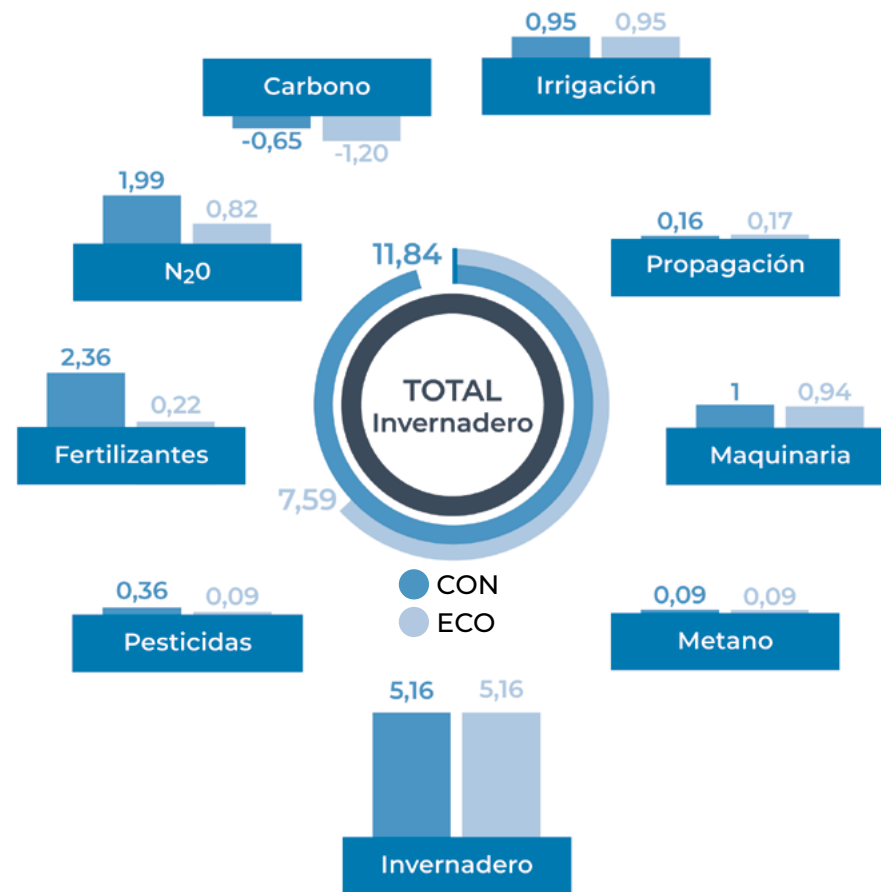 0,95 0,95
Irrigación
Carbono
-0,65 -1,20
1,99 0,82
N₂0
0,16 0,17
Propagación
11,84
TOTAL
Invernadero
7,59
2,36 0,22
Fertilizantes
1 0,94
Maquinaria
CON
ECO
0,36 0,09
Pesticidas
0,09 0,09
Metano
5,16 5,16
Invernadero